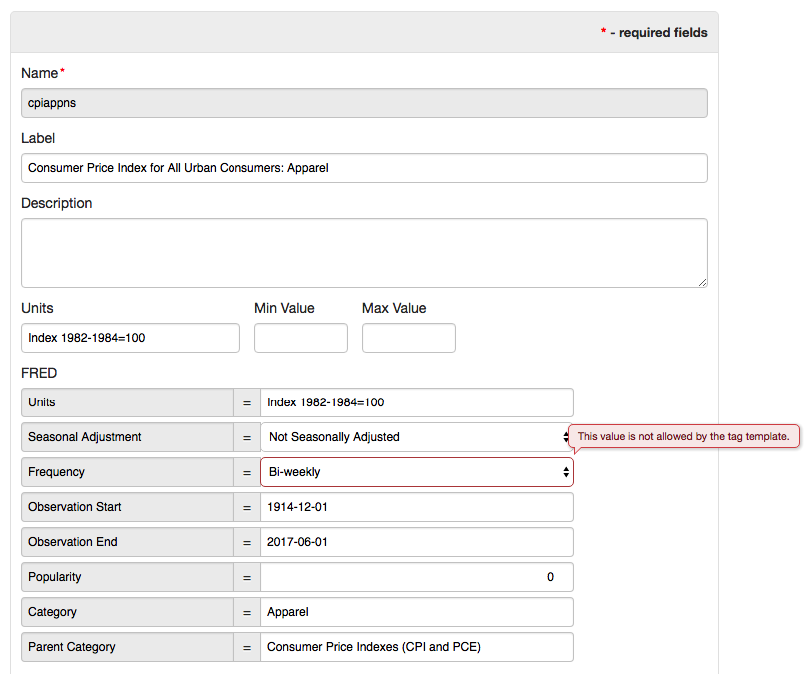 * - required fields
Name*
cpiappns
Label
Consumer Price Index for All Urban Consumers: Apparel
Description
Units Min Value Max Value
Index 1982-1984=100
FRED
Units = Index 1982-1984=100
Seasonal Adjustment = Not Seasonally Adjusted This value is not allowed by the tag template.
Frequency = Bi-weekly
Observation Start = 1914-12-01
Observation End = 2017-06-01
Popularity = 0
Category = Apparel
Parent Category = Consumer Price Indexes (CPI and PCE)